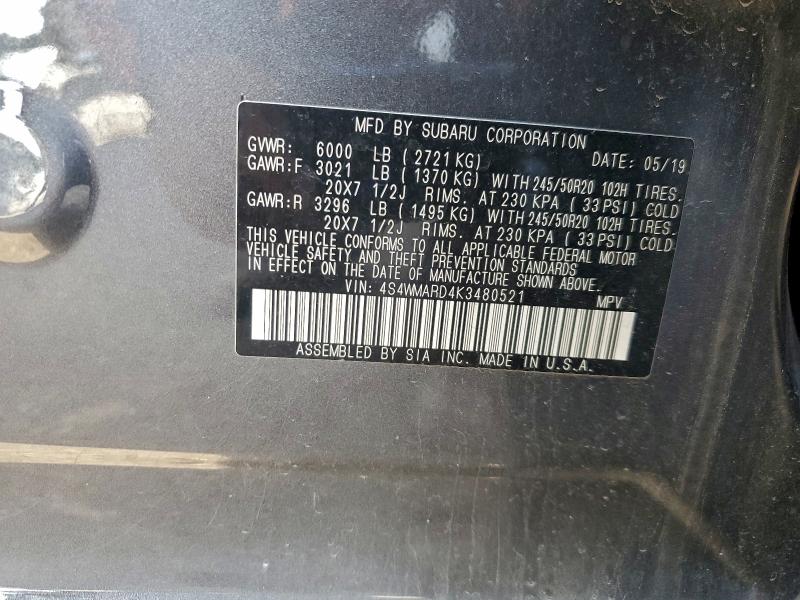 MFD BY SUBARU CORPORATION
GVWR: 6000 LB ( 2721 KG) DATE: 05/19
GAWR:F 3021 LB ( 1370 KG) WITH 245/50R20 102H TIRES.
20X7 1/2J RIMS. AT 230 KPA ( 33 PSI) COLD
GAWR:R 3296 LB ( 1495 KG) WITH 245/50R20 102H TIRES.
20X7 1/2J RIMS. AT 230 KPA ( 33 PSI) COLD
THIS VEHICLE CONFORMS TO ALL APPLICABLE FEDERAL MOTOR
VEHICLE SAFETY AND THEFT PREVENTION STANDARDS
IN EFFECT ON THE DATE OF MANUFACTURE SHOWN ABOVE.
VIN: 4S4WMARD4K3480521 MPV
ASSEMBLED BY SIA INC. MADE IN U.S.A.